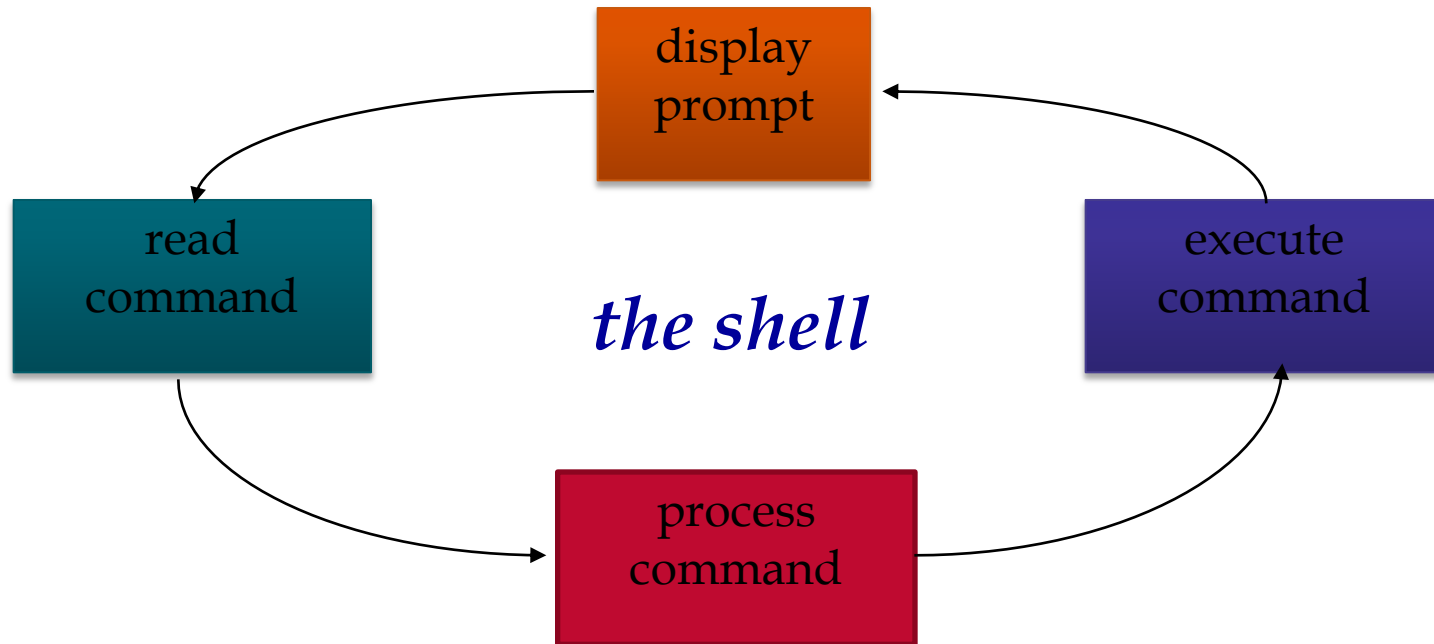 display
prompt
read
command
execute
command
the shell
process
command